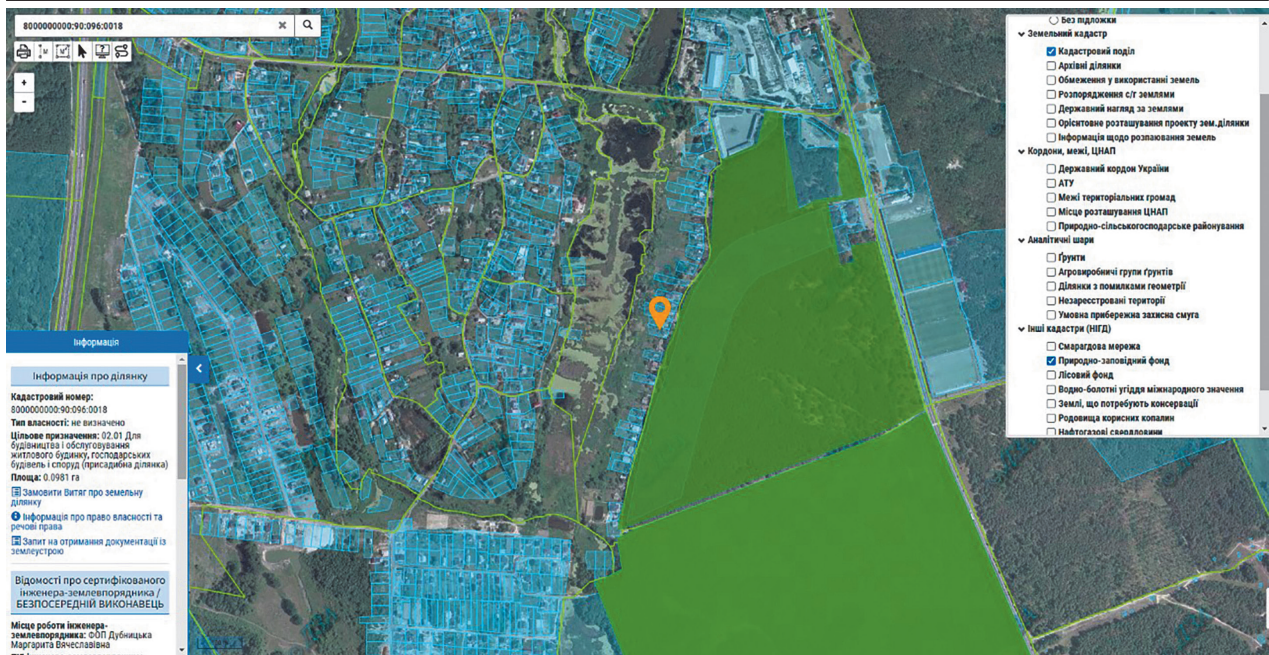 8000000000:90:096:0018
+
-
Інформація
Інформація про ділянку
Кадастровий номер:
8000000000:90:096:0018
Тип власності: не визначено
Цільове призначення: 02.01 Для
будівництва і обслуговування
житлового будинку, господарських
будівель і споруд (присадибна ділянка)
Площа: 0.0981 га
Замовити Витяг про земельну
ділянку
Інформація про право власності та
речові права
Запит на отримання документації із
землеустрою
Відомості про сертифікованого
інженера-землевпорядника /
БЕЗПОСЕРЕДНІЙ ВИКОНАВЕЦЬ
Місце роботи інженера-
землевпорядника: ФОП Дубницька
Маргарита Вячеславівна
Без підложки
Земельний кадастр
Кадастровий поділ
Архівні ділянки
Обмеження у використанні земель
Розпорядження с/г землями
Державний нагляд за землями
Орієнтовне розташування проекту зем.ділянки
Інформація щодо розпаювання земель
Кордони, межі, ЦНАП
Державний кордон України
АТУ
Межі територіальних громад
Місце розташування ЦНАП
Природно-сільськогосподарське районування
Аналітичні шари
Ґрунти
Агровиробничі групи ґрунтів
Ділянки з помилками геометрії
Незареєстровані території
Умовна прибережна захисна смуга
Інші кадастри (НІГД)
Смарагдова мережа
Природно-заповідний фонд
Лісовий фонд
Водно-болотні угіддя міжнародного значення
Землі, що потребують консервації
Родовища корисних копалин
Нафтогазові свердловини